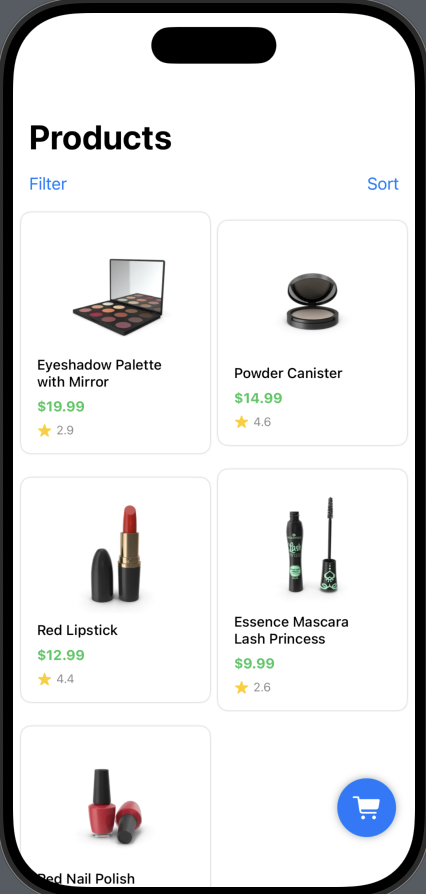 Products
Filter
Sort
Eyeshadow Palette
with Mirror
$19.99
2.9
Powder Canister
$14.99
4.6
Red Lipstick
$12.99
4.4
Essence Mascara
Lash Princess
$9.99
2.6
Red Nail Polish